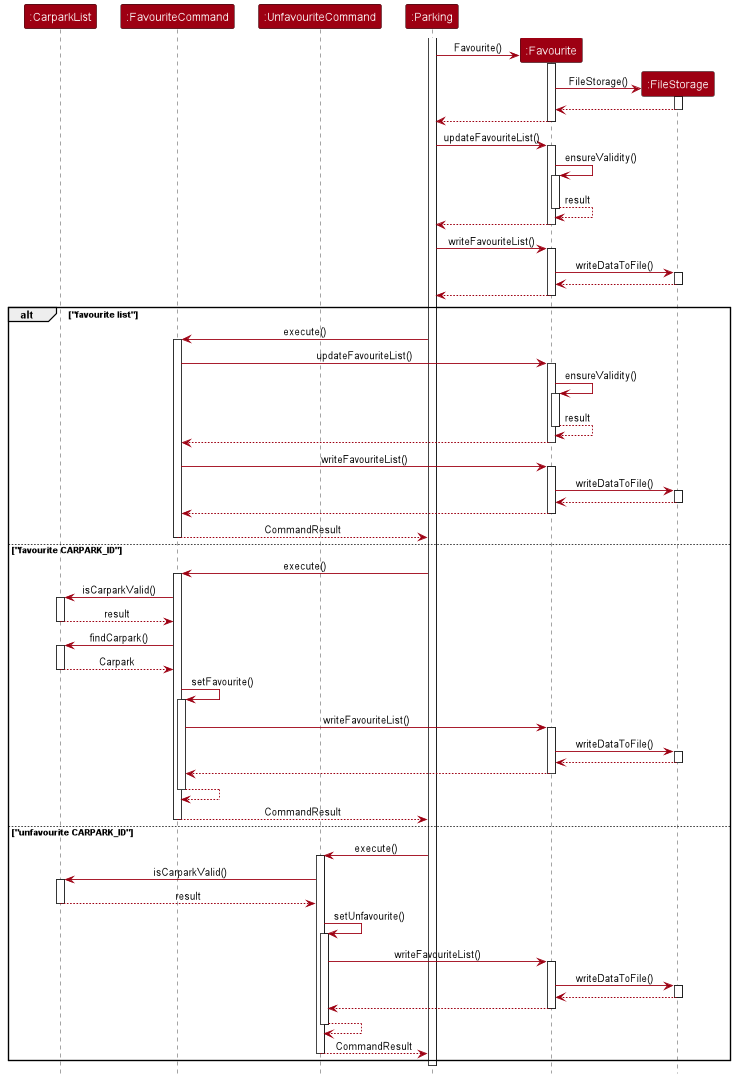 :CarparkList :FavouriteCommand :UnfavouriteCommand :Parking
Favourite() :Favourite
FileStorage() :FileStorage
updateFavouriteList()
ensureValidity()
result
writeFavouriteList()
writeDataToFile()
alt ["favourite list"]
execute()
updateFavouriteList()
ensureValidity()
result
writeFavouriteList()
writeDataToFile()
CommandResult
["favourite CARPARK_ID"]
execute()
isCarparkValid()
result
findCarpark()
Carpark
setFavourite()
writeFavouriteList()
writeDataToFile()
CommandResult
["unfavourite CARPARK_ID"]
execute()
isCarparkValid()
result
setUnfavourite()
writeFavouriteList()
writeDataToFile()
CommandResult